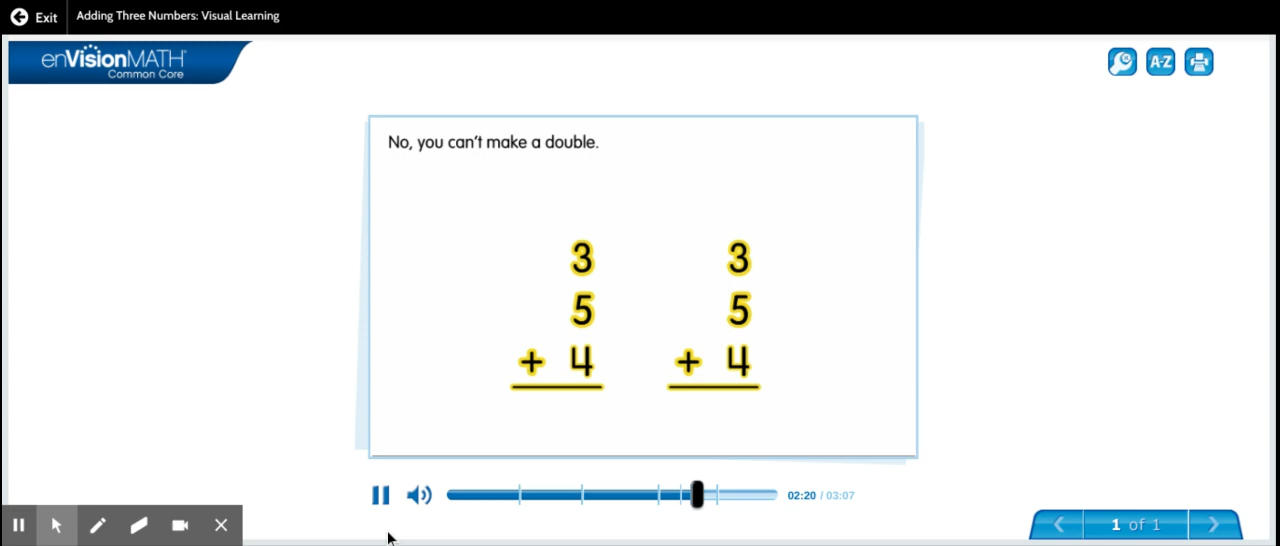 Exit
Adding Three Numbers: Visual Learning
enVisionMATH
Common Core
A-Z
No, you can't make a double.
3 3
5 5
+ 4 + 4
02:20 / 03:07
1 of 1